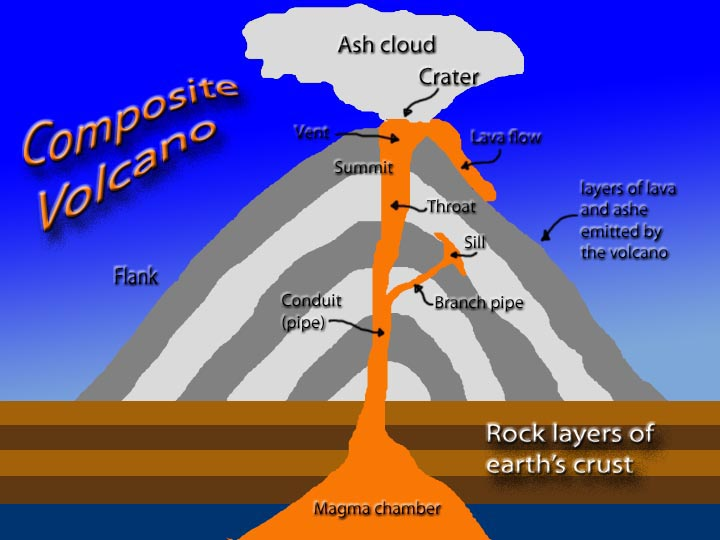 Ash cloud
Crater
Composite
Volcano
Vent
Lava flow
Summit
layers of lava
and ashe
emitted by
the volcano
Throat
Sill
Flank
Conduit
(pipe)
Branch pipe
Rock layers of
earth's crust
Magma chamber